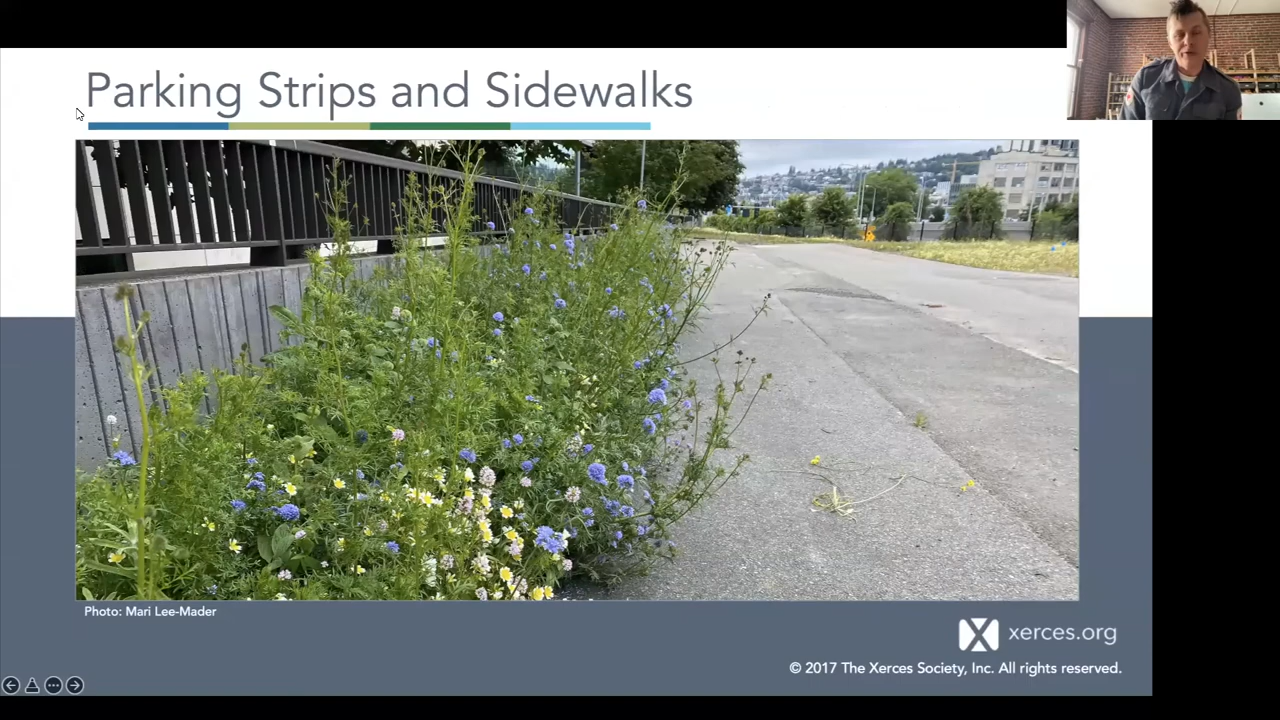 Parking Strips and Sidewalks
Photo: Mari Lee-Mader
xerces.org
© 2017 The Xerces Society, Inc. All rights reserved.